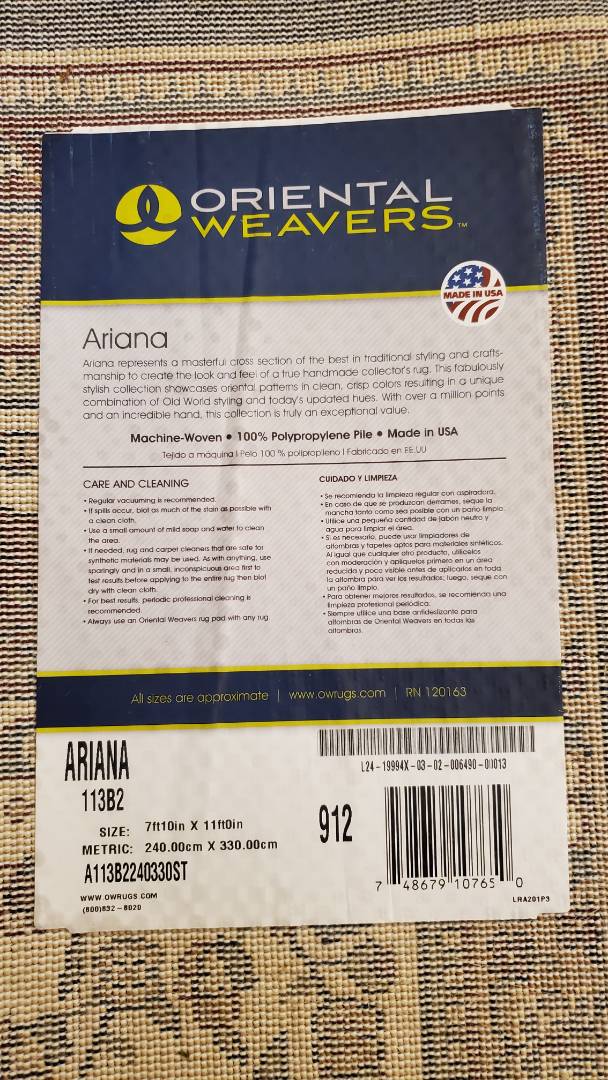 ORIENTAL
WEAVERS™
MADE IN USA
Ariana
Ariana represents a masterful cross section of the best in traditional styling and crafts-
manship to create the look and feel of a true handmade collector's rug. This fabulously
stylish collection showcases oriental patterns in clean, crisp colors resulting in a unique
combination of Old World styling and today's updated hues. With over a million points
and an incredible hand, this collection is truly an exceptional value.
Machine-Woven • 100% Polypropylene Pile • Made in USA
Tejido a maquina | Pelo 100 % polipropileno | Fabricado en EE.UU
CARE AND CLEANING
• Regular vacuuming is recommended.
• If spills occur, blot as much of the stain as possible with
a clean cloth.
• Use a small amount of mild soap and water to clean
the area.
• If needed, rug and carpet cleaners that are safe for
synthetic materials may be used. As with anything, use
sparingly and in a small, inconspicuous area first to
test results before applying to the entire rug then blot
dry with clean cloth.
• For best results, periodic professional cleaning is
recommended.
• Always use an Oriental Weavers rug pad with any rug.
CUIDADO Y LIMPIEZA
• Se recomienda la limpieza regular con aspiradora.
• En caso de que se produzcan derrames, seque la
mancha tanto como sea posible con un paño limpio.
• Utilice una pequeña cantidad de jabón neutro y
agua para limpiar el área.
• Si es necesario, puede usar limpiadores de
alfombras y tapetes aptos para materiales sintéticos.
Al igual que cualquier otro producto, utilícelos
con moderación y aplíquelos primero en un área
reducida y poco visible antes de aplicarlos en toda
la alfombra para ver los resultados; luego, seque con
un paño limpio.
• Para obtener mejores resultados, se recomienda una
limpieza profesional periódica.
• Siempre utilice una base antideslizante para
alfombras de Oriental Weavers en todas las
alfombras.
All sizes are approximate | www.owrugs.com | RN 120163
ARIANA
113B2
SIZE: 7ft10in X 11ft0in
METRIC: 240.00cm X 330.00cm
A113B2240330ST
WWW.OWRUGS.COM
(800)832-8020
L24-19994X-03-02-006490-00013
912
7 48679 10765 0
LRA201P3